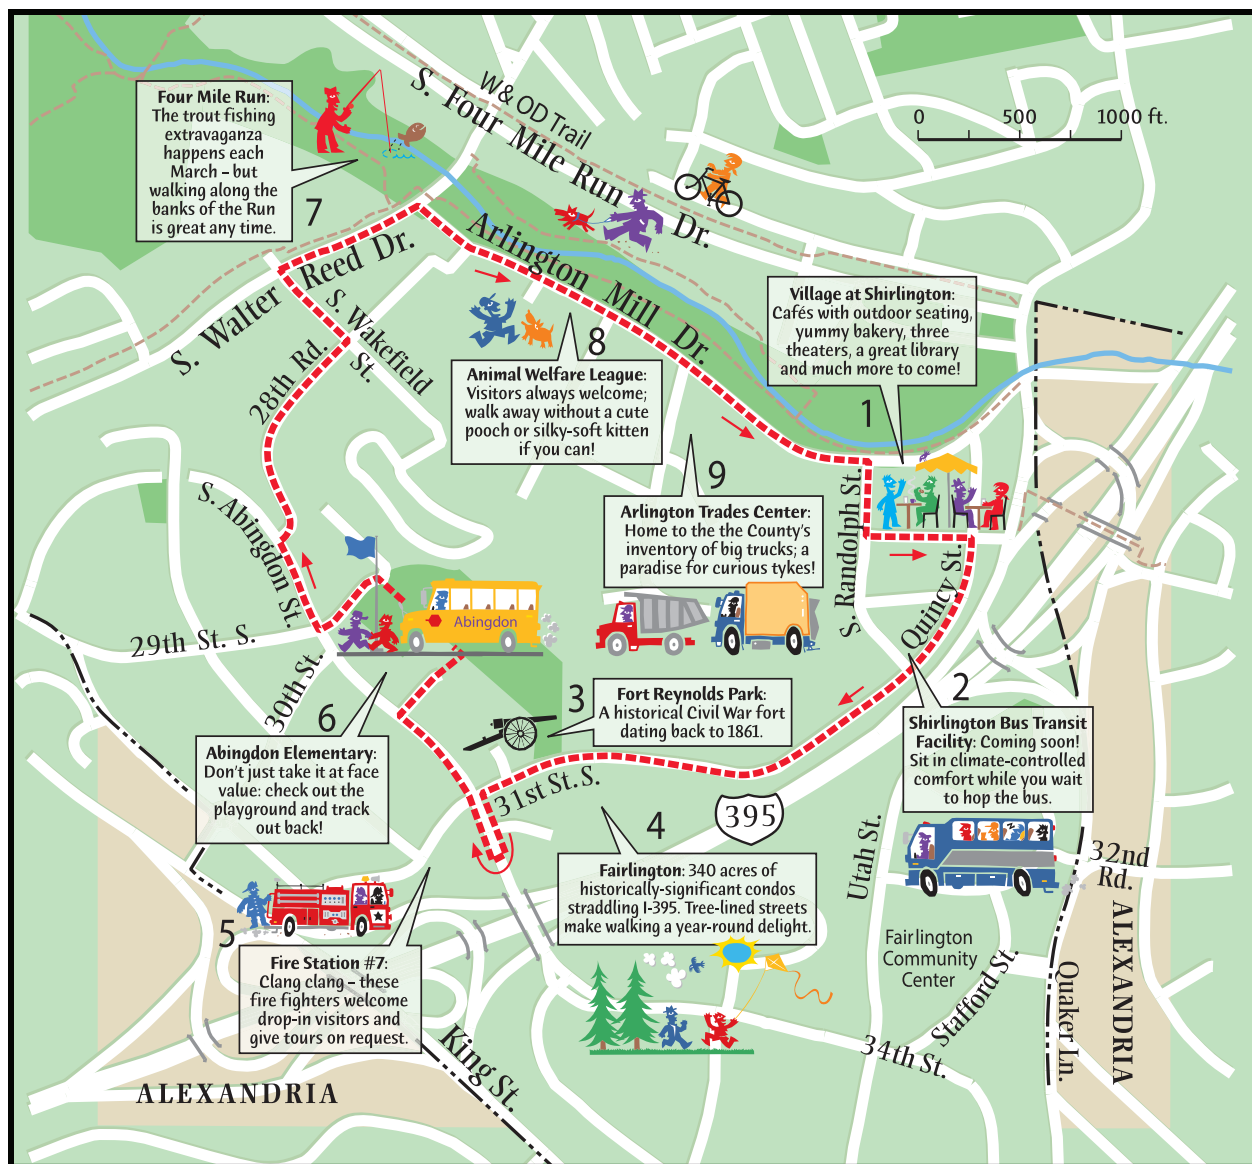 W& OD Trail
S. Four Mile Run Dr.
0 500 1000 ft.
Four Mile Run:
The trout fishing
extravaganza
happens each
March – but
walking along the
banks of the Run
is great any time.
7
S. Walter Reed Dr.
Arlington Mill Dr.
S. Wakefield
St.
28th Rd.
8
Animal Welfare League:
Visitors always welcome;
walk away without a cute
pooch or silky-soft kitten
if you can!
Village at Shirlington:
Cafés with outdoor seating,
yummy bakery, three
theaters, a great library
and much more to come!
1
9
Arlington Trades Center:
Home to the the County's
inventory of big trucks; a
paradise for curious tykes!
S. Randolph St.
Quincy St.
S. Abingdon St.
29th St. S.
30th St.
Abingdon
6
Abingdon Elementary:
Don't just take it at face
value: check out the
playground and track
out back!
3
Fort Reynolds Park:
A historical Civil War fort
dating back to 1861.
2
Shirlington Bus Transit
Facility: Coming soon!
Sit in climate-controlled
comfort while you wait
to hop the bus.
31st St. S.
395
4
Fairlington: 340 acres of
historically-significant condos
straddling I-395. Tree-lined streets
make walking a year-round delight.
Utah St.
32nd
Rd.
5
Fire Station #7:
Clang clang – these
fire fighters welcome
drop-in visitors and
give tours on request.
Fairlington
Community
Center
Stafford St.
34th St.
Quaker Ln.
ALEXANDRIA
King St.
ALEXANDRIA